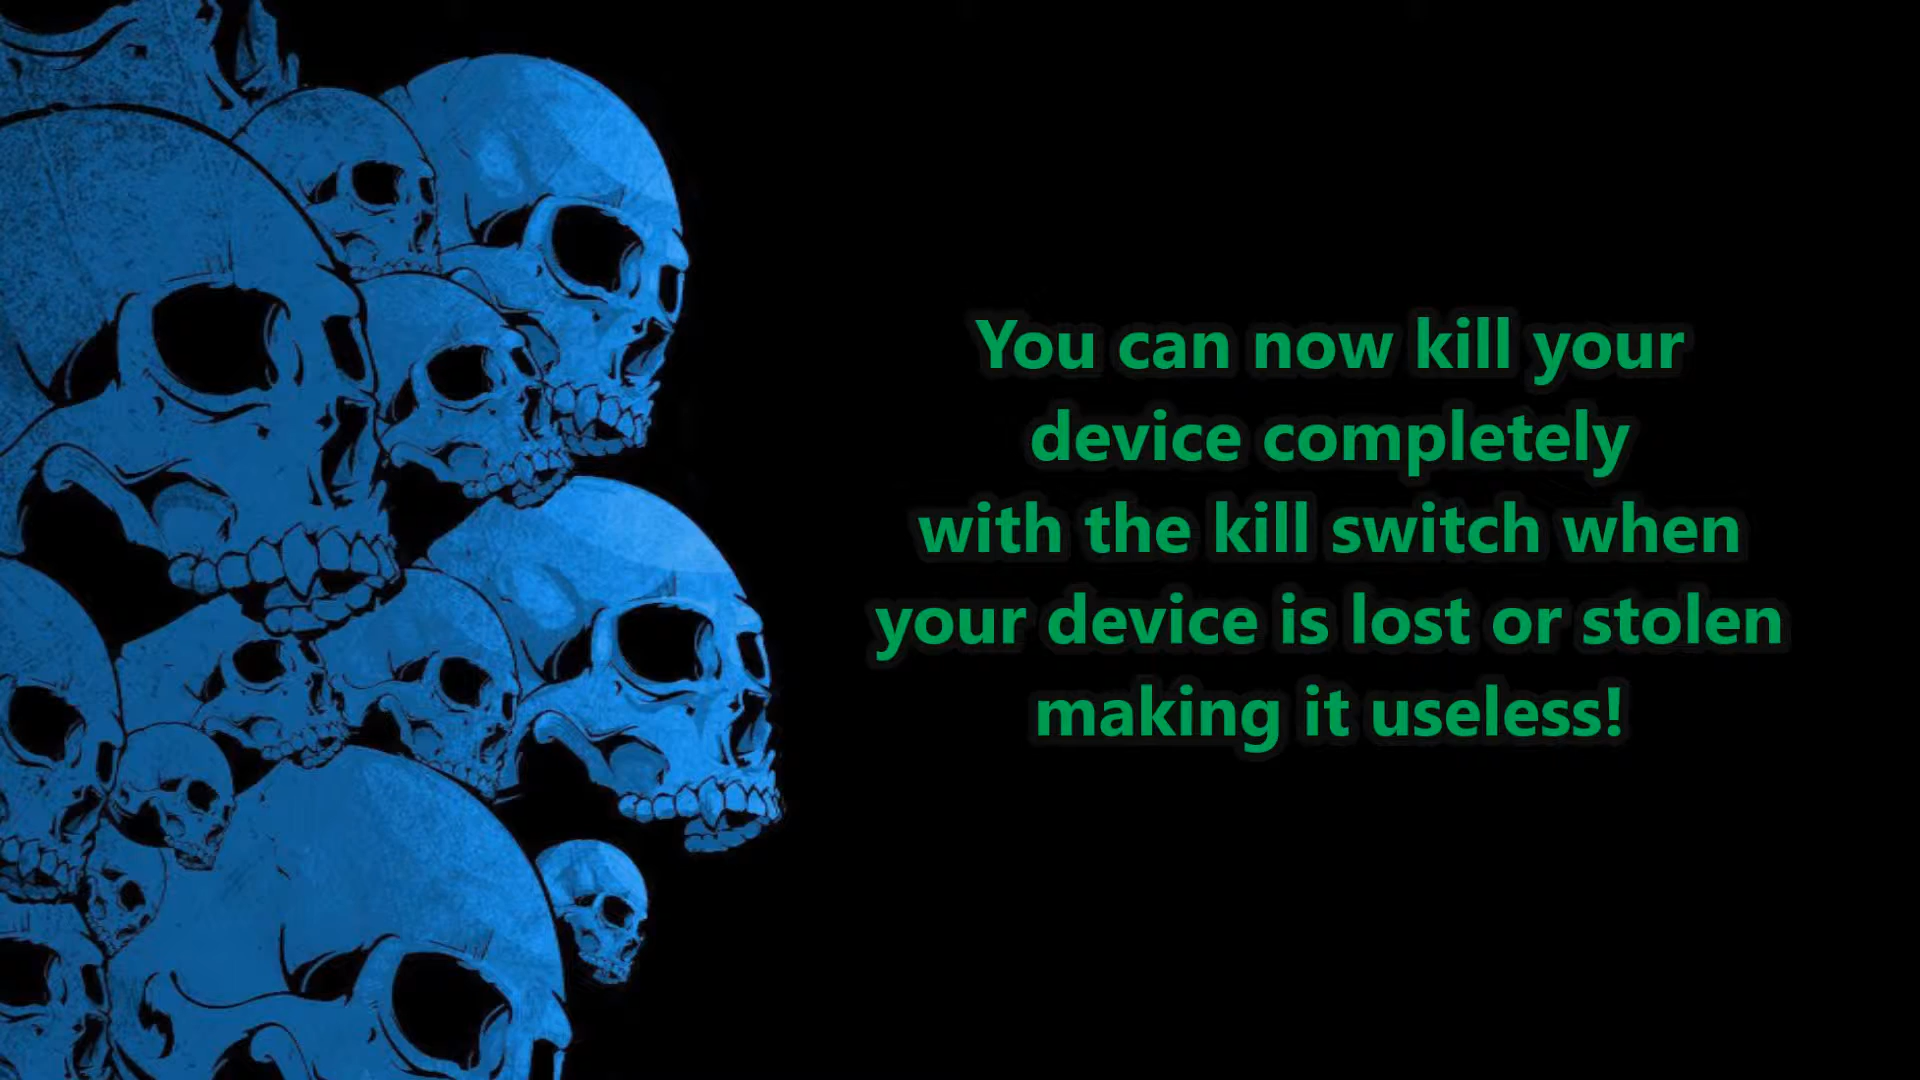 You can now kill your
device completely
with the kill switch when
your device is lost or stolen
making it useless!